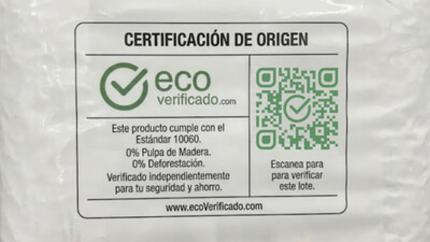 CERTIFICACIÓN DE ORIGEN
eco
verificado.com
Este producto cumple con el
Estándar 10060.
0% Pulpa de Madera.
0% Deforestación.
Verificado independientemente
para tu seguridad y ahorro.
Escanea para
para verificar
este lote.
www.ecoVerificado.com